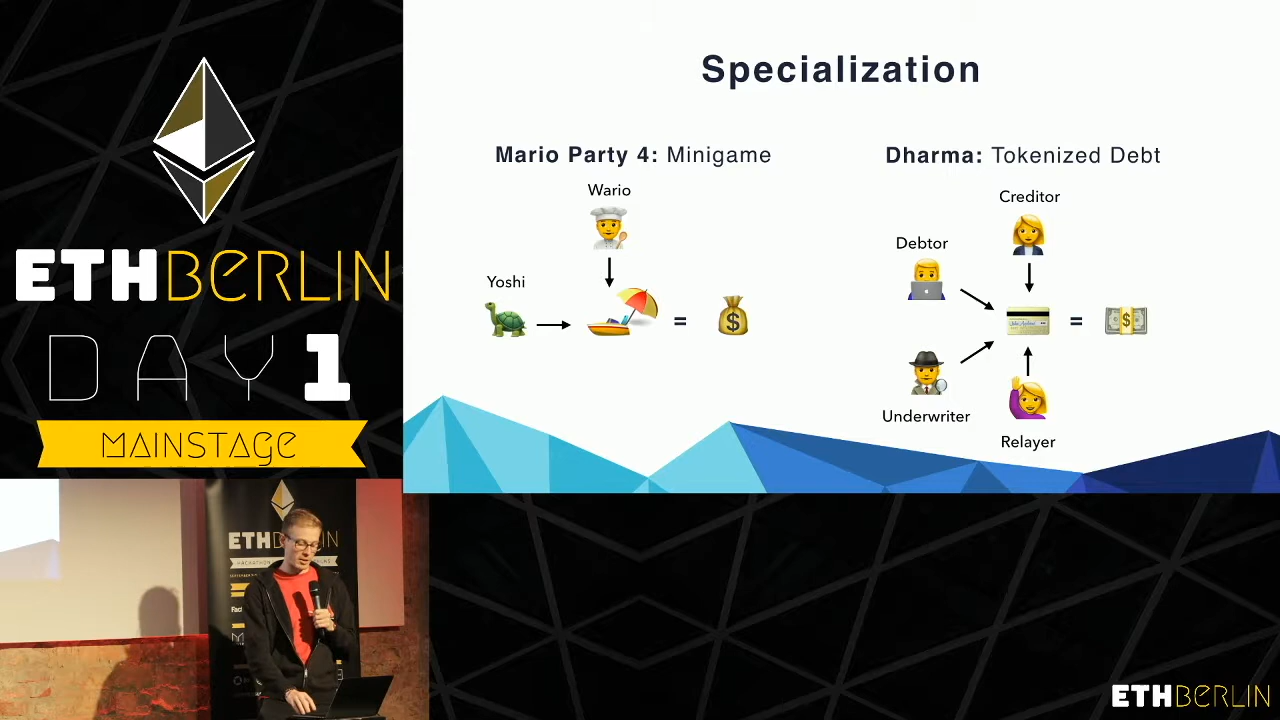 ETHBERLIN
DAY1
MAINSTAGE
Specialization
Mario Party 4: Minigame
Wario
Yoshi
=
$
Dharma: Tokenized Debt
Creditor
Debtor
=
$
Underwriter
Relayer
ETHBERLIN
ETHBERLIN